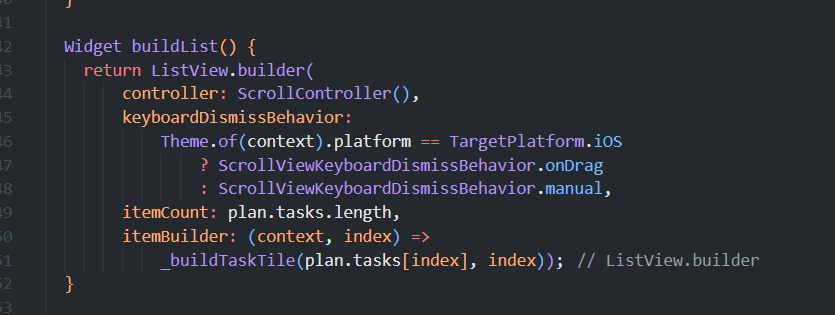 }
41
42 Widget buildList() {
43 return ListView.builder(
44 controller: ScrollController(),
45 keyboardDismissBehavior:
46 Theme.of(context).platform == TargetPlatform.iOS
47 ? ScrollViewKeyboardDismissBehavior.onDrag
48 : ScrollViewKeyboardDismissBehavior.manual,
49 itemCount: plan.tasks.length,
50 itemBuilder: (context, index) =>
51 _buildTaskTile(plan.tasks[index], index)); // ListView.builder
52 }
53